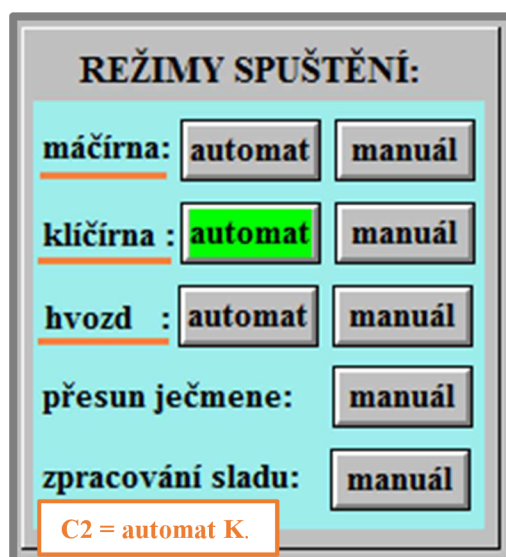 REŽIMY SPUŠTĚNÍ:
máčírna: automat manuál
klíčírna : automat manuál
hvozd : automat manuál
přesun ječmene: manuál
zpracování sladu: manuál
C2 = automat K.